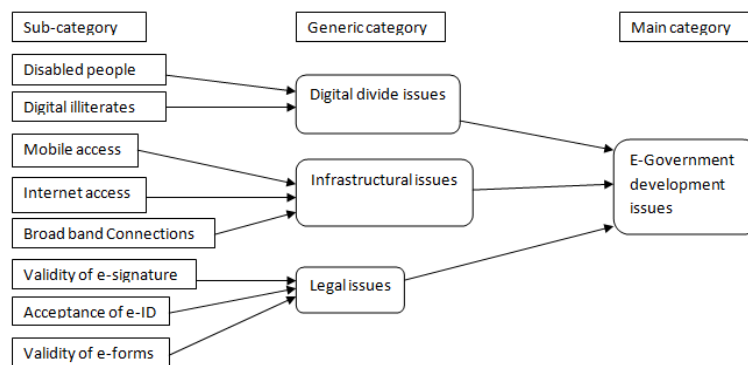 Sub-category
Generic category
Main category
Disabled people
Digital illiterates
Digital divide issues
Mobile access
Internet access
Broad band Connections
Infrastructural issues
E-Government
development
issues
Validity of e-signature
Acceptance of e-ID
Validity of e-forms
Legal issues